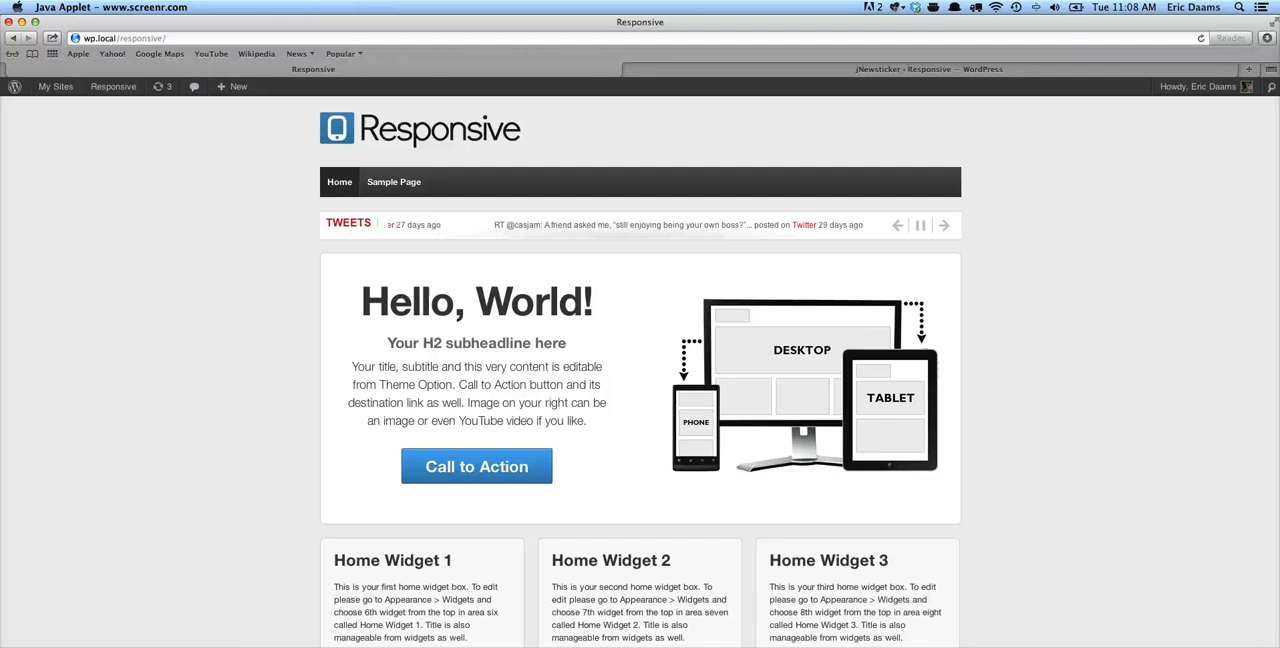 Java Applet - www.screenr.com
2
Tue 11:08 AM
Eric Daams
Responsive
wp.local/responsive/
Reader
Apple
Yahoo!
Google Maps
YouTube
Wikipedia
News
Popular
Responsive
jNewsticker ‹ Responsive — WordPress
My Sites
Responsive
3
New
Howdy, Eric Daams
Responsive
Home
Sample Page
TWEETS
er 27 days ago
RT @casjam: A friend asked me, "still enjoying being your own boss?"... posted on Twitter 29 days ago
Hello, World!
Your H2 subheadline here
Your title, subtitle and this very content is editable
from Theme Option. Call to Action button and its
destination link as well. Image on your right can be
an image or even YouTube video if you like.
Call to Action
DESKTOP
TABLET
PHONE
Home Widget 1
This is your first home widget box. To edit
please go to Appearance > Widgets and
choose 6th widget from the top in area six
called Home Widget 1. Title is also
manageable from widgets as well.
Home Widget 2
This is your second home widget box. To
edit please go to Appearance > Widgets and
choose 7th widget from the top in area seven
called Home Widget 2. Title is also
manageable from widgets as well.
Home Widget 3
This is your third home widget box. To edit
please go to Appearance > Widgets and
choose 8th widget from the top in area eight
called Home Widget 3. Title is also
manageable from widgets as well.